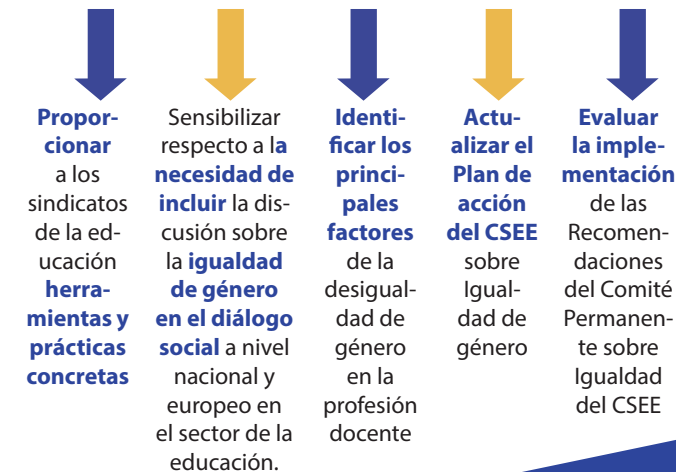 Propor-
cionar
a los
sindicatos
de la ed-
ucación
herra-
mientas y
prácticas
concretas
Sensibilizar
respecto a la
necesidad de
incluir la dis-
cusión sobre
la igualdad
de género
en el diálogo
social a nivel
nacional y
europeo en
el sector de la
educación.
Identi-
ficar los
princi-
pales
factores
de la
desigual-
dad de
género
en la
profesión
docente
Actu-
alizar el
Plan de
acción
del CSEE
sobre
Igual-
dad de
género
Evaluar
la imple-
mentación
de las
Recomen-
daciones
del Comité
Permanen-
te sobre
Igualdad
del CSEE